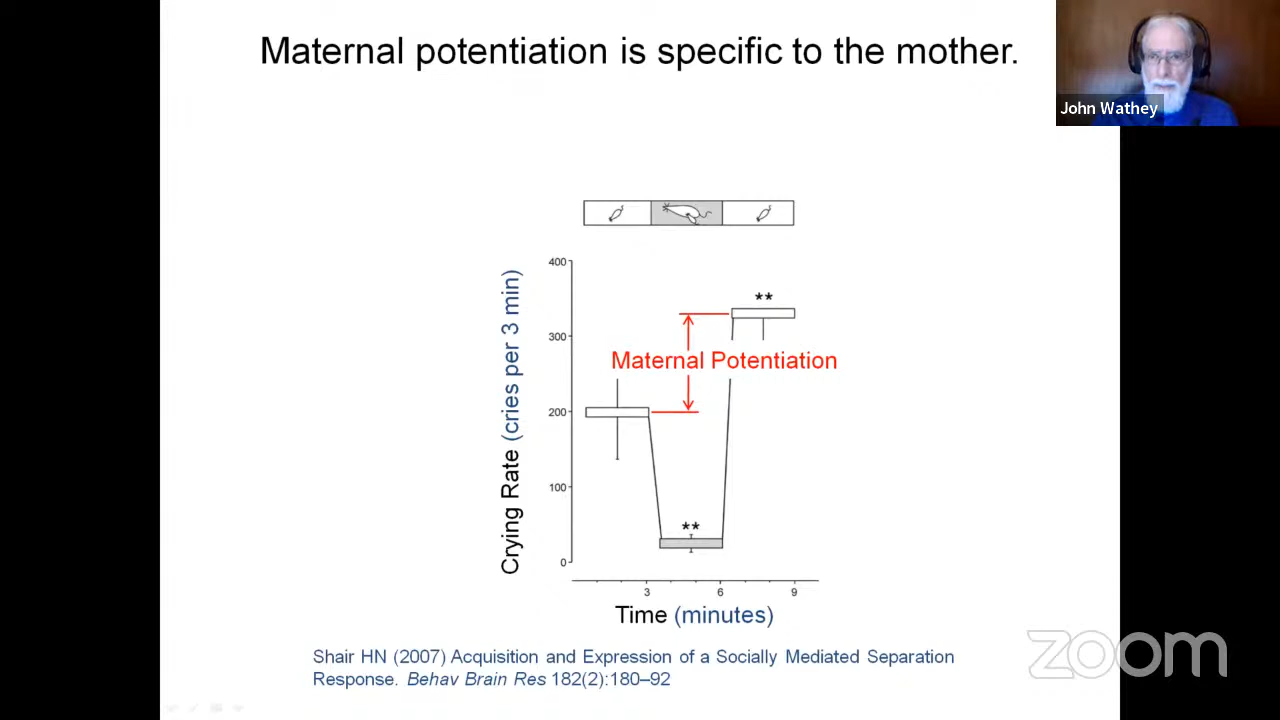 Maternal potentiation is specific to the mother.
John Wathey
400
300
200
100
0
Crying Rate (cries per 3 min)
**
Maternal Potentiation
**
3 6 9
Time (minutes)
Shair HN (2007) Acquisition and Expression of a Socially Mediated Separation
Response. Behav Brain Res 182(2):180–92
zoom